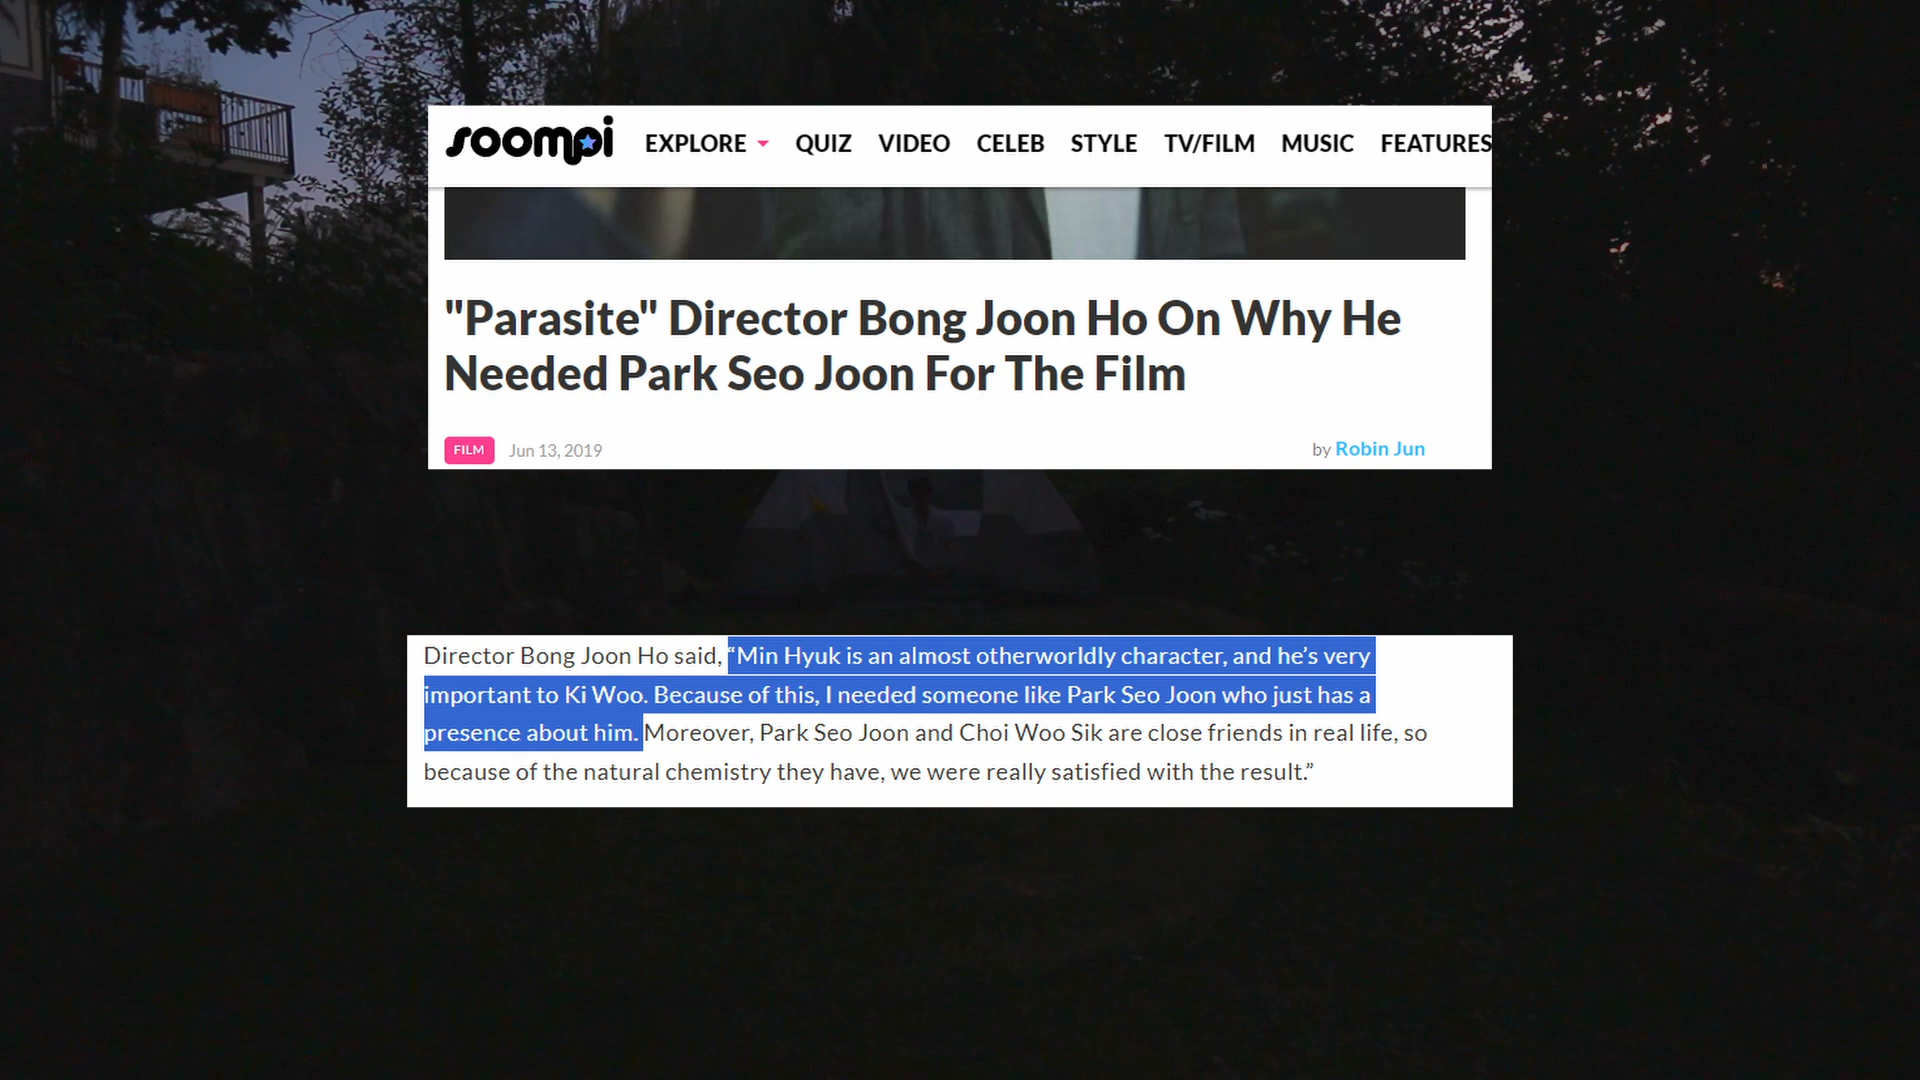 soompi EXPLORE QUIZ VIDEO CELEB STYLE TV/FILM MUSIC FEATURES
"Parasite" Director Bong Joon Ho On Why He
Needed Park Seo Joon For The Film
FILM Jun 13, 2019 by Robin Jun
Director Bong Joon Ho said, “Min Hyuk is an almost otherworldly character, and he’s very
important to Ki Woo. Because of this, I needed someone like Park Seo Joon who just has a
presence about him. Moreover, Park Seo Joon and Choi Woo Sik are close friends in real life, so
because of the natural chemistry they have, we were really satisfied with the result.”